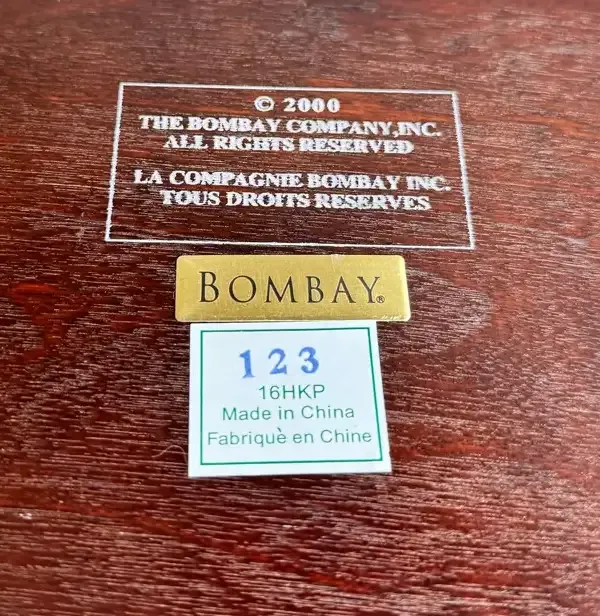 © 2000
THE BOMBAY COMPANY,INC.
ALL RIGHTS RESERVED
LA COMPAGNIE BOMBAY INC.
TOUS DROITS RESERVES
BOMBAY®
123
16HKP
Made in China
Fabriquè en Chine